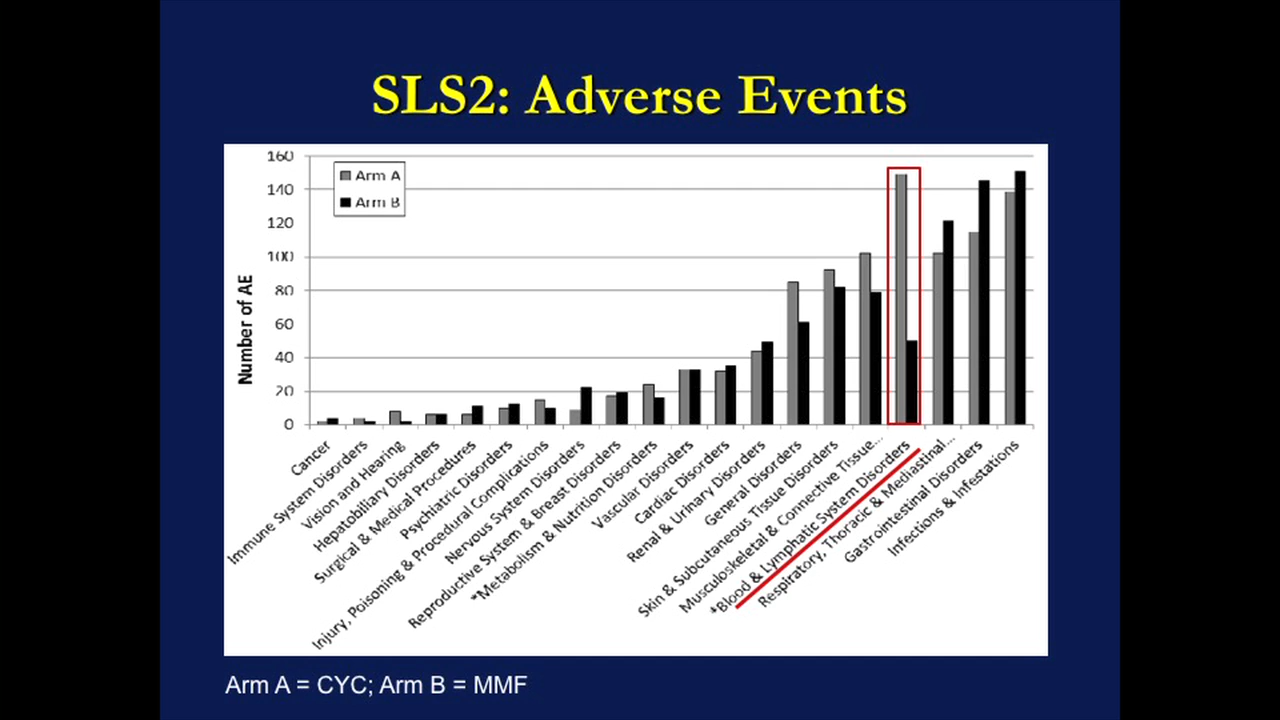 SLS2: Adverse Events
160
140
120
100
80
60
40
20
0
Number of AE
Arm A
Arm B
Cancer
Immune System Disorders
Vision and Hearing
Hepatobiliary Disorders
Surgical & Medical Procedures
Psychiatric Disorders
Injury, Poisoning & Procedural Complications
Nervous System Disorders
Reproductive System & Breast Disorders
*Metabolism & Nutrition Disorders
Vascular Disorders
Cardiac Disorders
Renal & Urinary Disorders
General Disorders
Skin & Subcutaneous Tissue Disorders
Musculoskeletal & Connective Tissue...
*Blood & Lymphatic System Disorders
Respiratory, Thoracic & Mediastinal...
Gastrointestinal Disorders
Infections & Infestations
Arm A = CYC; Arm B = MMF